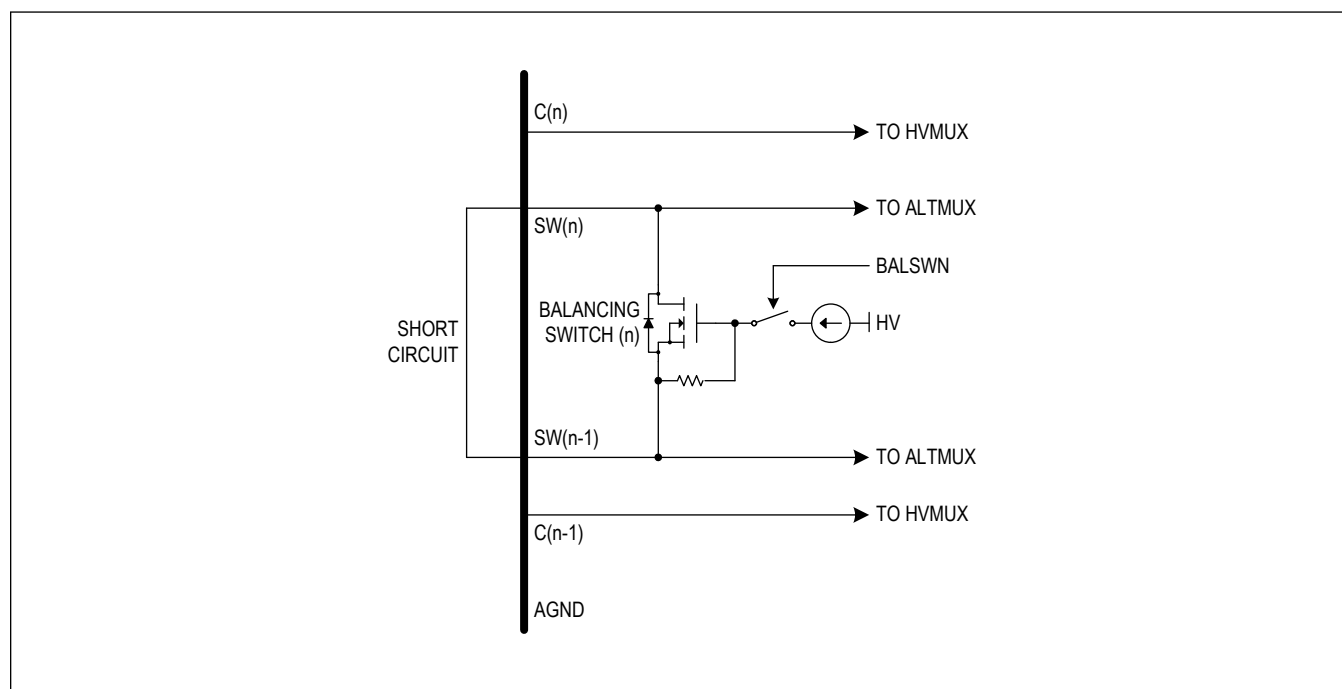 C(n)
TO HVMUX
TO ALTMUX
SW(n)
BALSWN
BALANCING
SWITCH (n)
HV
SHORT
CIRCUIT
SW(n-1)
TO ALTMUX
TO HVMUX
C(n-1)
AGND